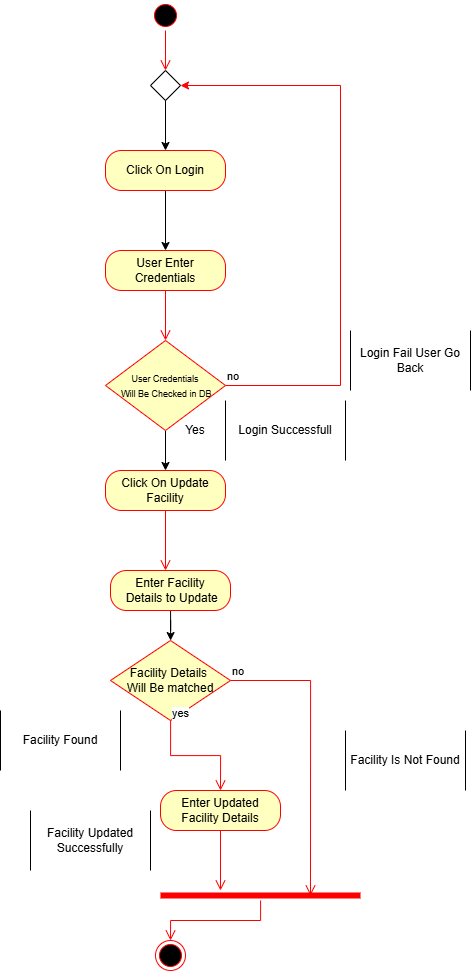 Click On Login
User Enter
Credentials
User Credentials
Will Be Checked in DB
no
Login Fail User Go
Back
Yes
Login Successfull
Click On Update
Facility
Enter Facility
Details to Update
Facility Details
Will Be matched
no
yes
Facility Found
Facility Is Not Found
Enter Updated
Facility Details
Facility Updated
Successfully